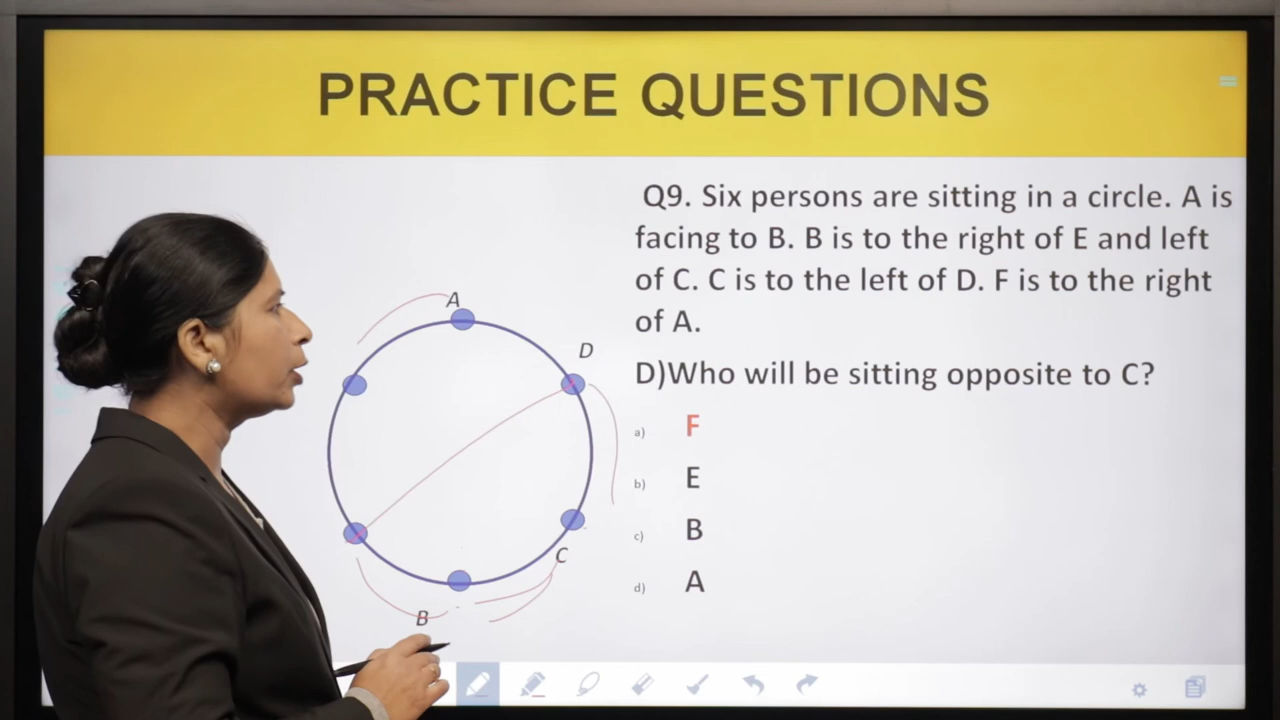 PRACTICE QUESTIONS
Q9. Six persons are sitting in a circle. A is
facing to B. B is to the right of E and left
of C. C is to the left of D. F is to the right
of A.
D)Who will be sitting opposite to C?
a) F
b) E
c) B
d) A
A
D
C
B